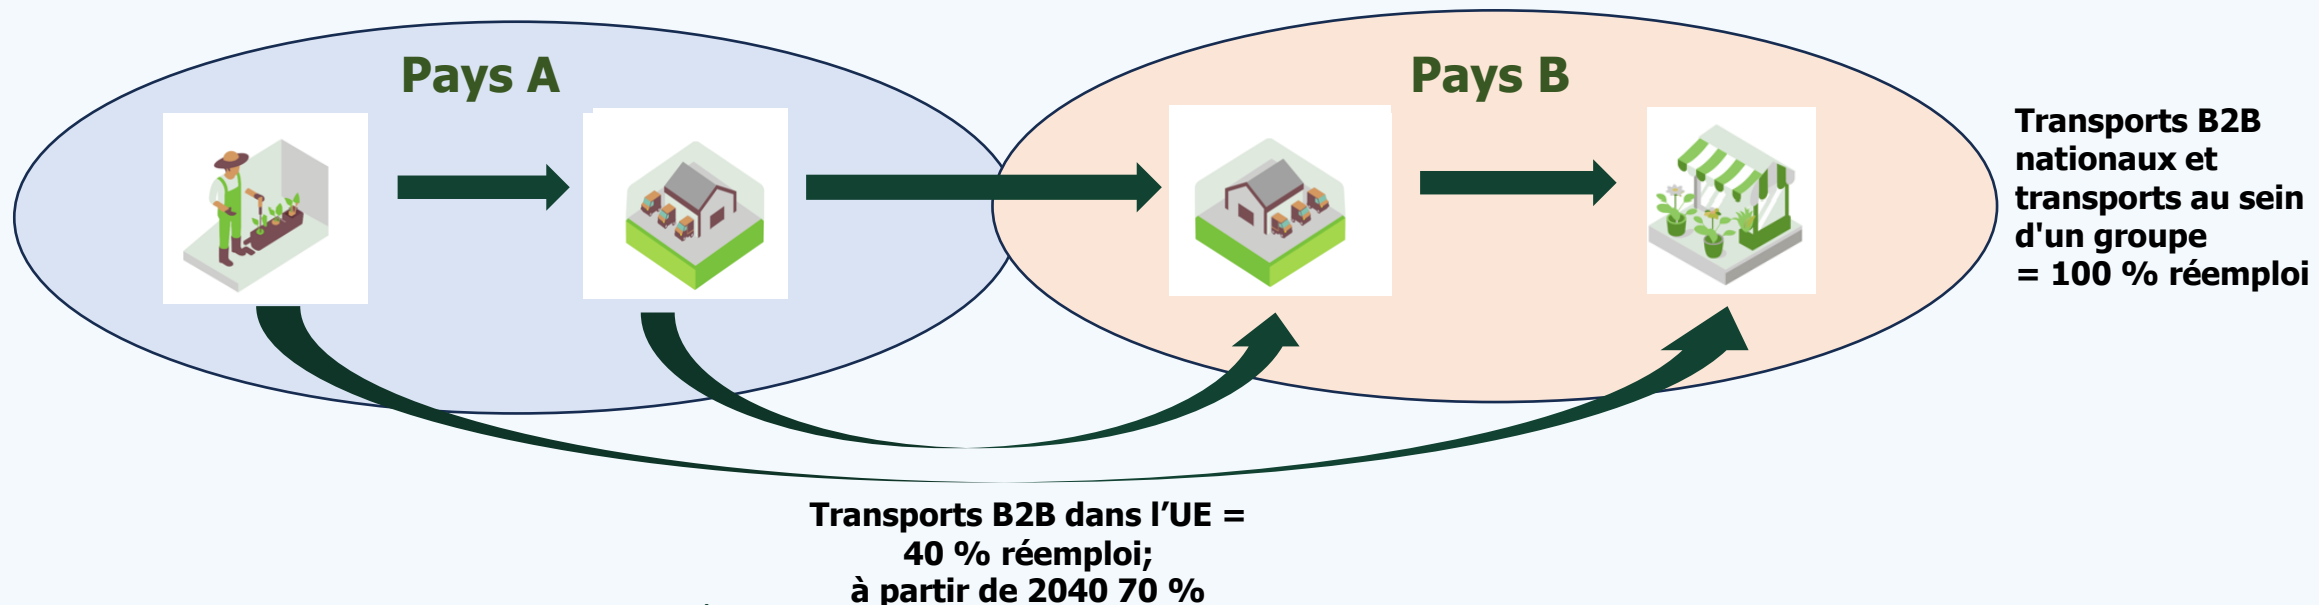 Pays A
Pays B
Transports B2B
nationaux et
transports au sein
d'un groupe
= 100 % réemploi
Transports B2B dans l’UE =
40 % réemploi;
à partir de 2040 70 %